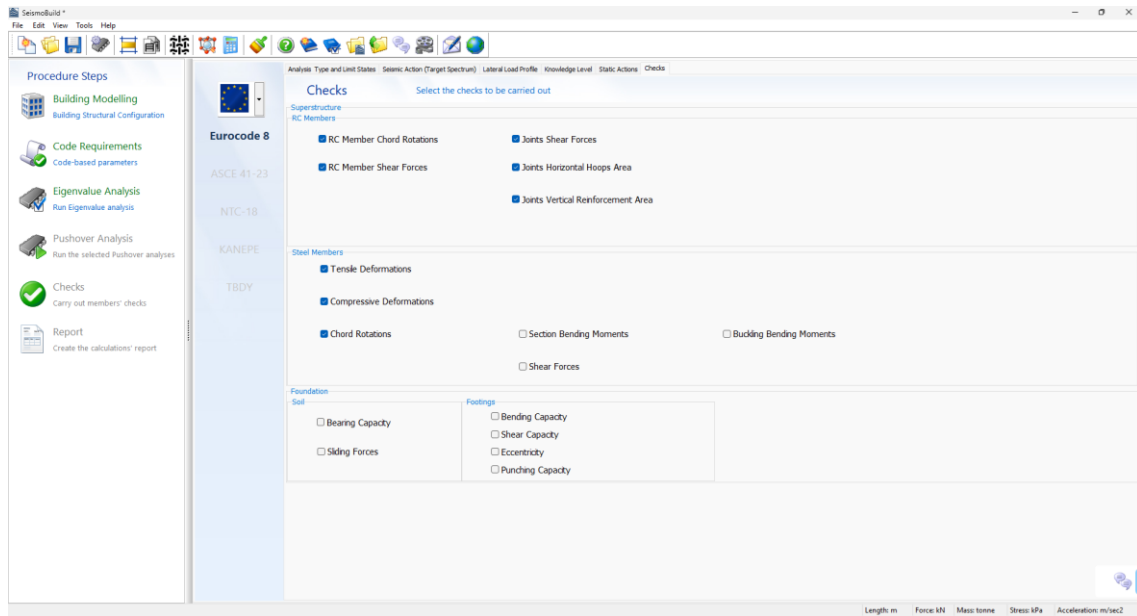 SeismoBuild *
File Edit View Tools Help
Procedure Steps
Building Modelling
Building Structural Configuration
Code Requirements
Code-based parameters
Eigenvalue Analysis
Run Eigenvalue analysis
Pushover Analysis
Run the selected Pushover analyses
Checks
Carry out members' checks
Report
Create the calculations' report
Eurocode 8
ASCE 41-23
NTC-18
KANEPE
TBDY
Analysis Type and Limit States Seismic Action (Target Spectrum) Lateral Load Profile Knowledge Level Static Actions Checks
Checks Select the checks to be carried out
Superstructure
RC Members
RC Member Chord Rotations Joints Shear Forces
RC Member Shear Forces Joints Horizontal Hoops Area
Joints Vertical Reinforcement Area
Steel Members
Tensile Deformations
Compressive Deformations
Chord Rotations Section Bending Moments Buckling Bending Moments
Shear Forces
Foundation
Soil Footings
Bearing Capacity
Sliding Forces
Bending Capacity
Shear Capacity
Eccentricity
Punching Capacity
Length: m Force: kN Mass: tonne Stress: kPa Acceleration: m/sec2